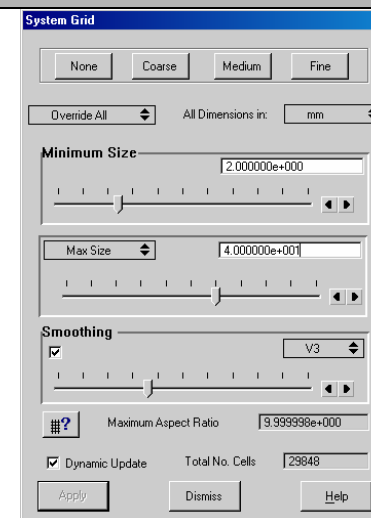 System Grid
None Coarse Medium Fine
Override All All Dimensions in: mm
Minimum Size
2.000000e+000
Max Size 4.000000e+001
Smoothing
V3
#? Maximum Aspect Ratio 9.999998e+000
Dynamic Update Total No. Cells 29848
Apply Dismiss Help